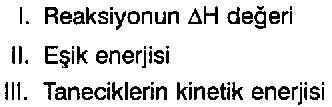 I. Reaksiyonun ΔH değeri
II. Eşik enerjisi
III. Taneciklerin kinetik enerjisi